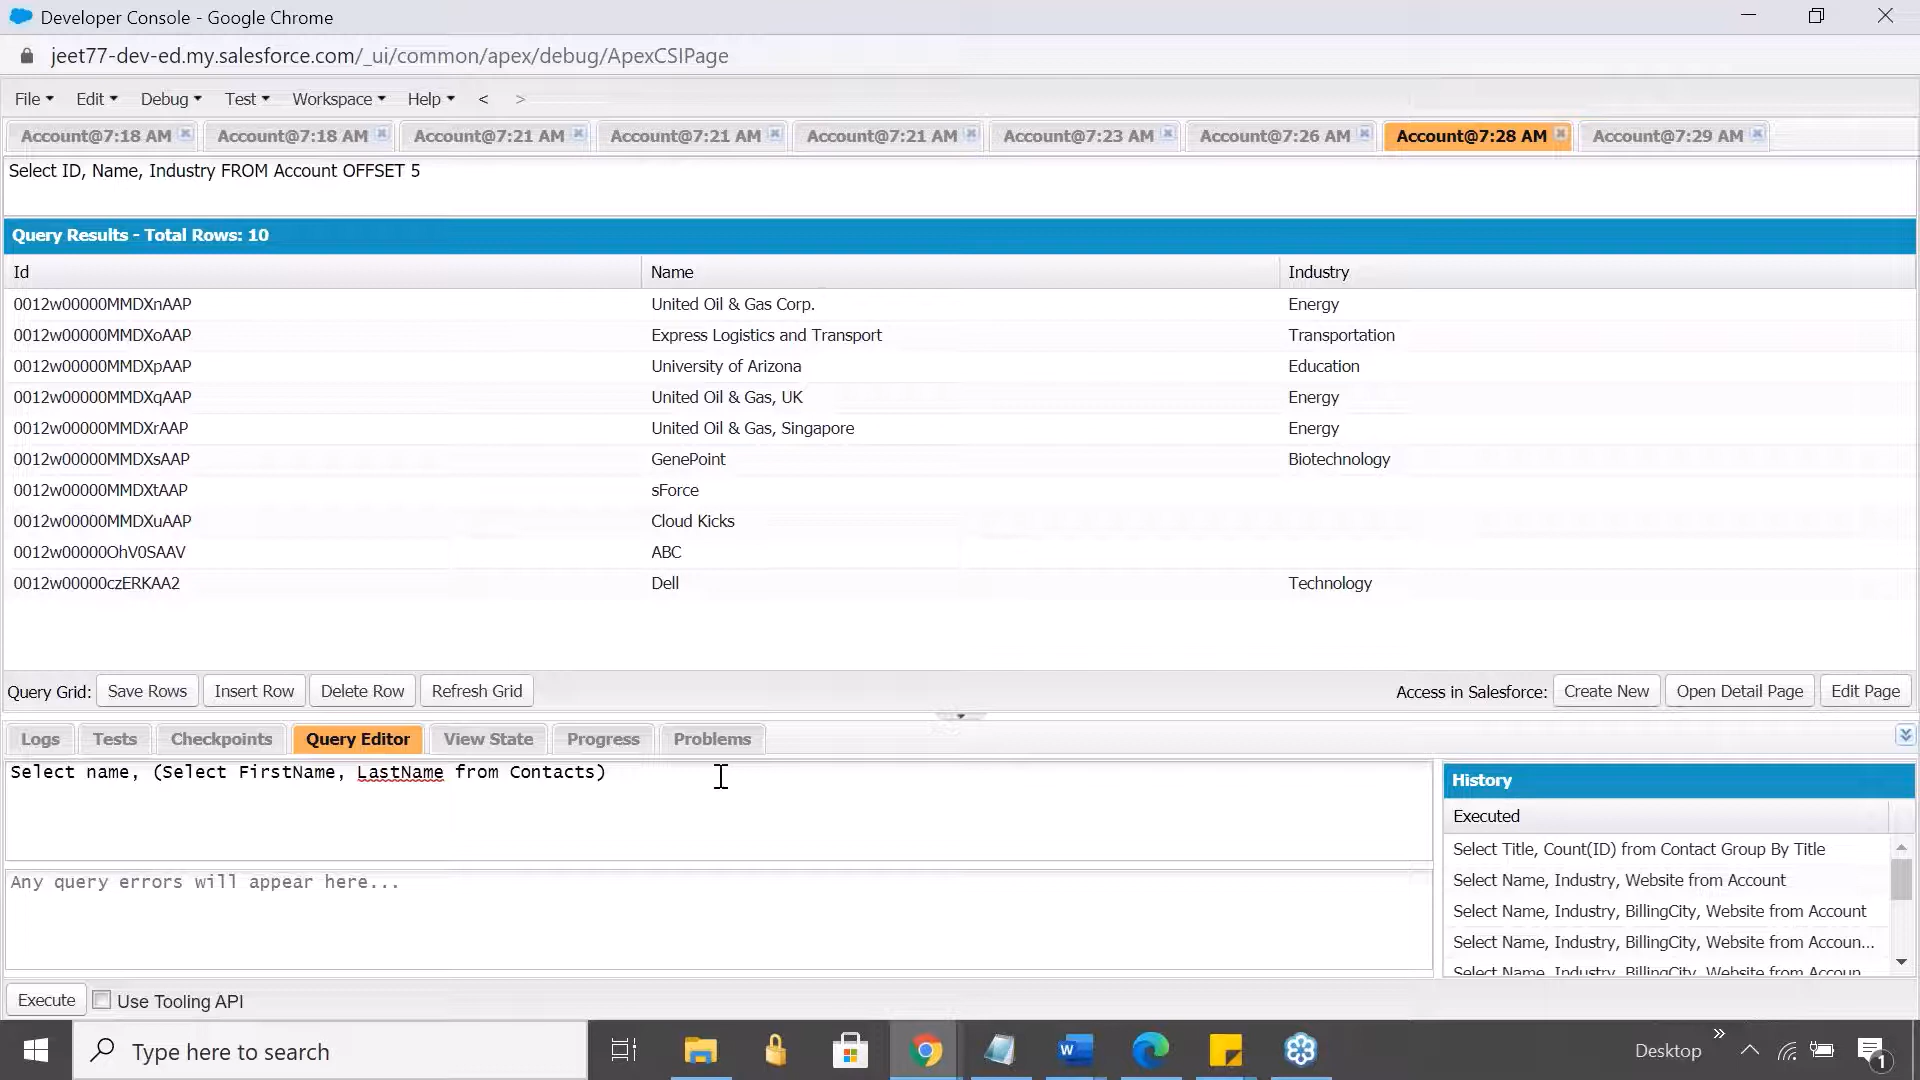 Developer Console - Google Chrome
jeet77-dev-ed.my.salesforce.com/_ui/common/apex/debug/ApexCSIPage
File Edit Debug Test Workspace Help < >
Account@7:18 AM Account@7:18 AM Account@7:21 AM Account@7:21 AM Account@7:21 AM Account@7:23 AM Account@7:26 AM Account@7:28 AM Account@7:29 AM
Select ID, Name, Industry FROM Account OFFSET 5
Query Results - Total Rows: 10
Id Name Industry
0012w00000MMDXnAAP United Oil & Gas Corp. Energy
0012w00000MMDXoAAP Express Logistics and Transport Transportation
0012w00000MMDXpAAP University of Arizona Education
0012w00000MMDXqAAP United Oil & Gas, UK Energy
0012w00000MMDXrAAP United Oil & Gas, Singapore Energy
0012w00000MMDXsAAP GenePoint Biotechnology
0012w00000MMDXtAAP sForce
0012w00000MMDXuAAP Cloud Kicks
0012w00000OhV0SAAV ABC
0012w00000czERKAA2 Dell Technology
Query Grid: Save Rows Insert Row Delete Row Refresh Grid Access in Salesforce: Create New Open Detail Page Edit Page
Logs Tests Checkpoints Query Editor View State Progress Problems
Select name, (Select FirstName, LastName from Contacts)
Any query errors will appear here...
History
Executed
Select Title, Count(ID) from Contact Group By Title
Select Name, Industry, Website from Account
Select Name, Industry, BillingCity, Website from Account
Select Name, Industry, BillingCity, Website from Accoun...
Select Name, Industry, BillingCity, Website from Accoun
Execute Use Tooling API
Type here to search
W
Desktop
1